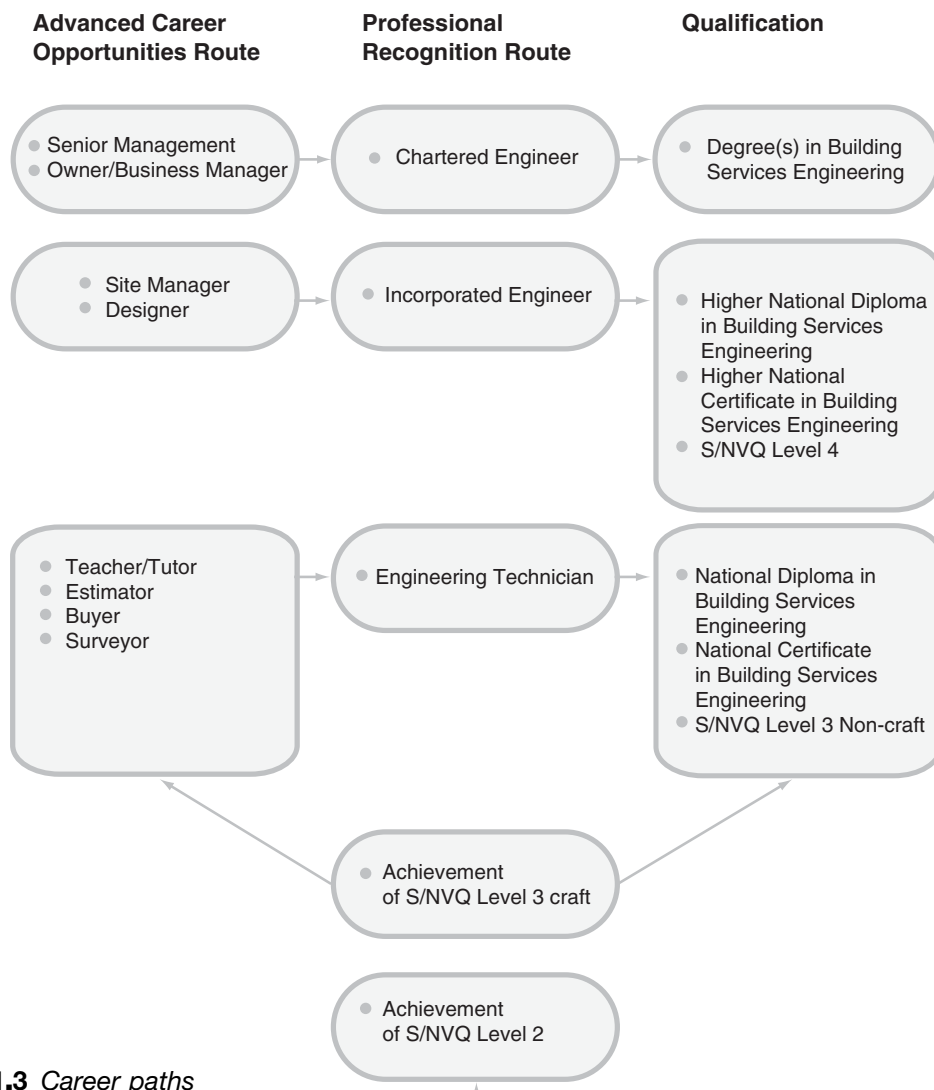 Advanced Career
Opportunities Route
Professional
Recognition Route
Qualification
Senior Management
Owner/Business Manager
Chartered Engineer
Degree(s) in Building
Services Engineering
Site Manager
Designer
Incorporated Engineer
Higher National Diploma
in Building Services
Engineering
Higher National
Certificate in Building
Services Engineering
S/NVQ Level 4
Teacher/Tutor
Estimator
Buyer
Surveyor
Engineering Technician
National Diploma in
Building Services
Engineering
National Certificate
in Building Services
Engineering
S/NVQ Level 3 Non-craft
Achievement
of S/NVQ Level 3 craft
Achievement
of S/NVQ Level 2
1.3 Career paths